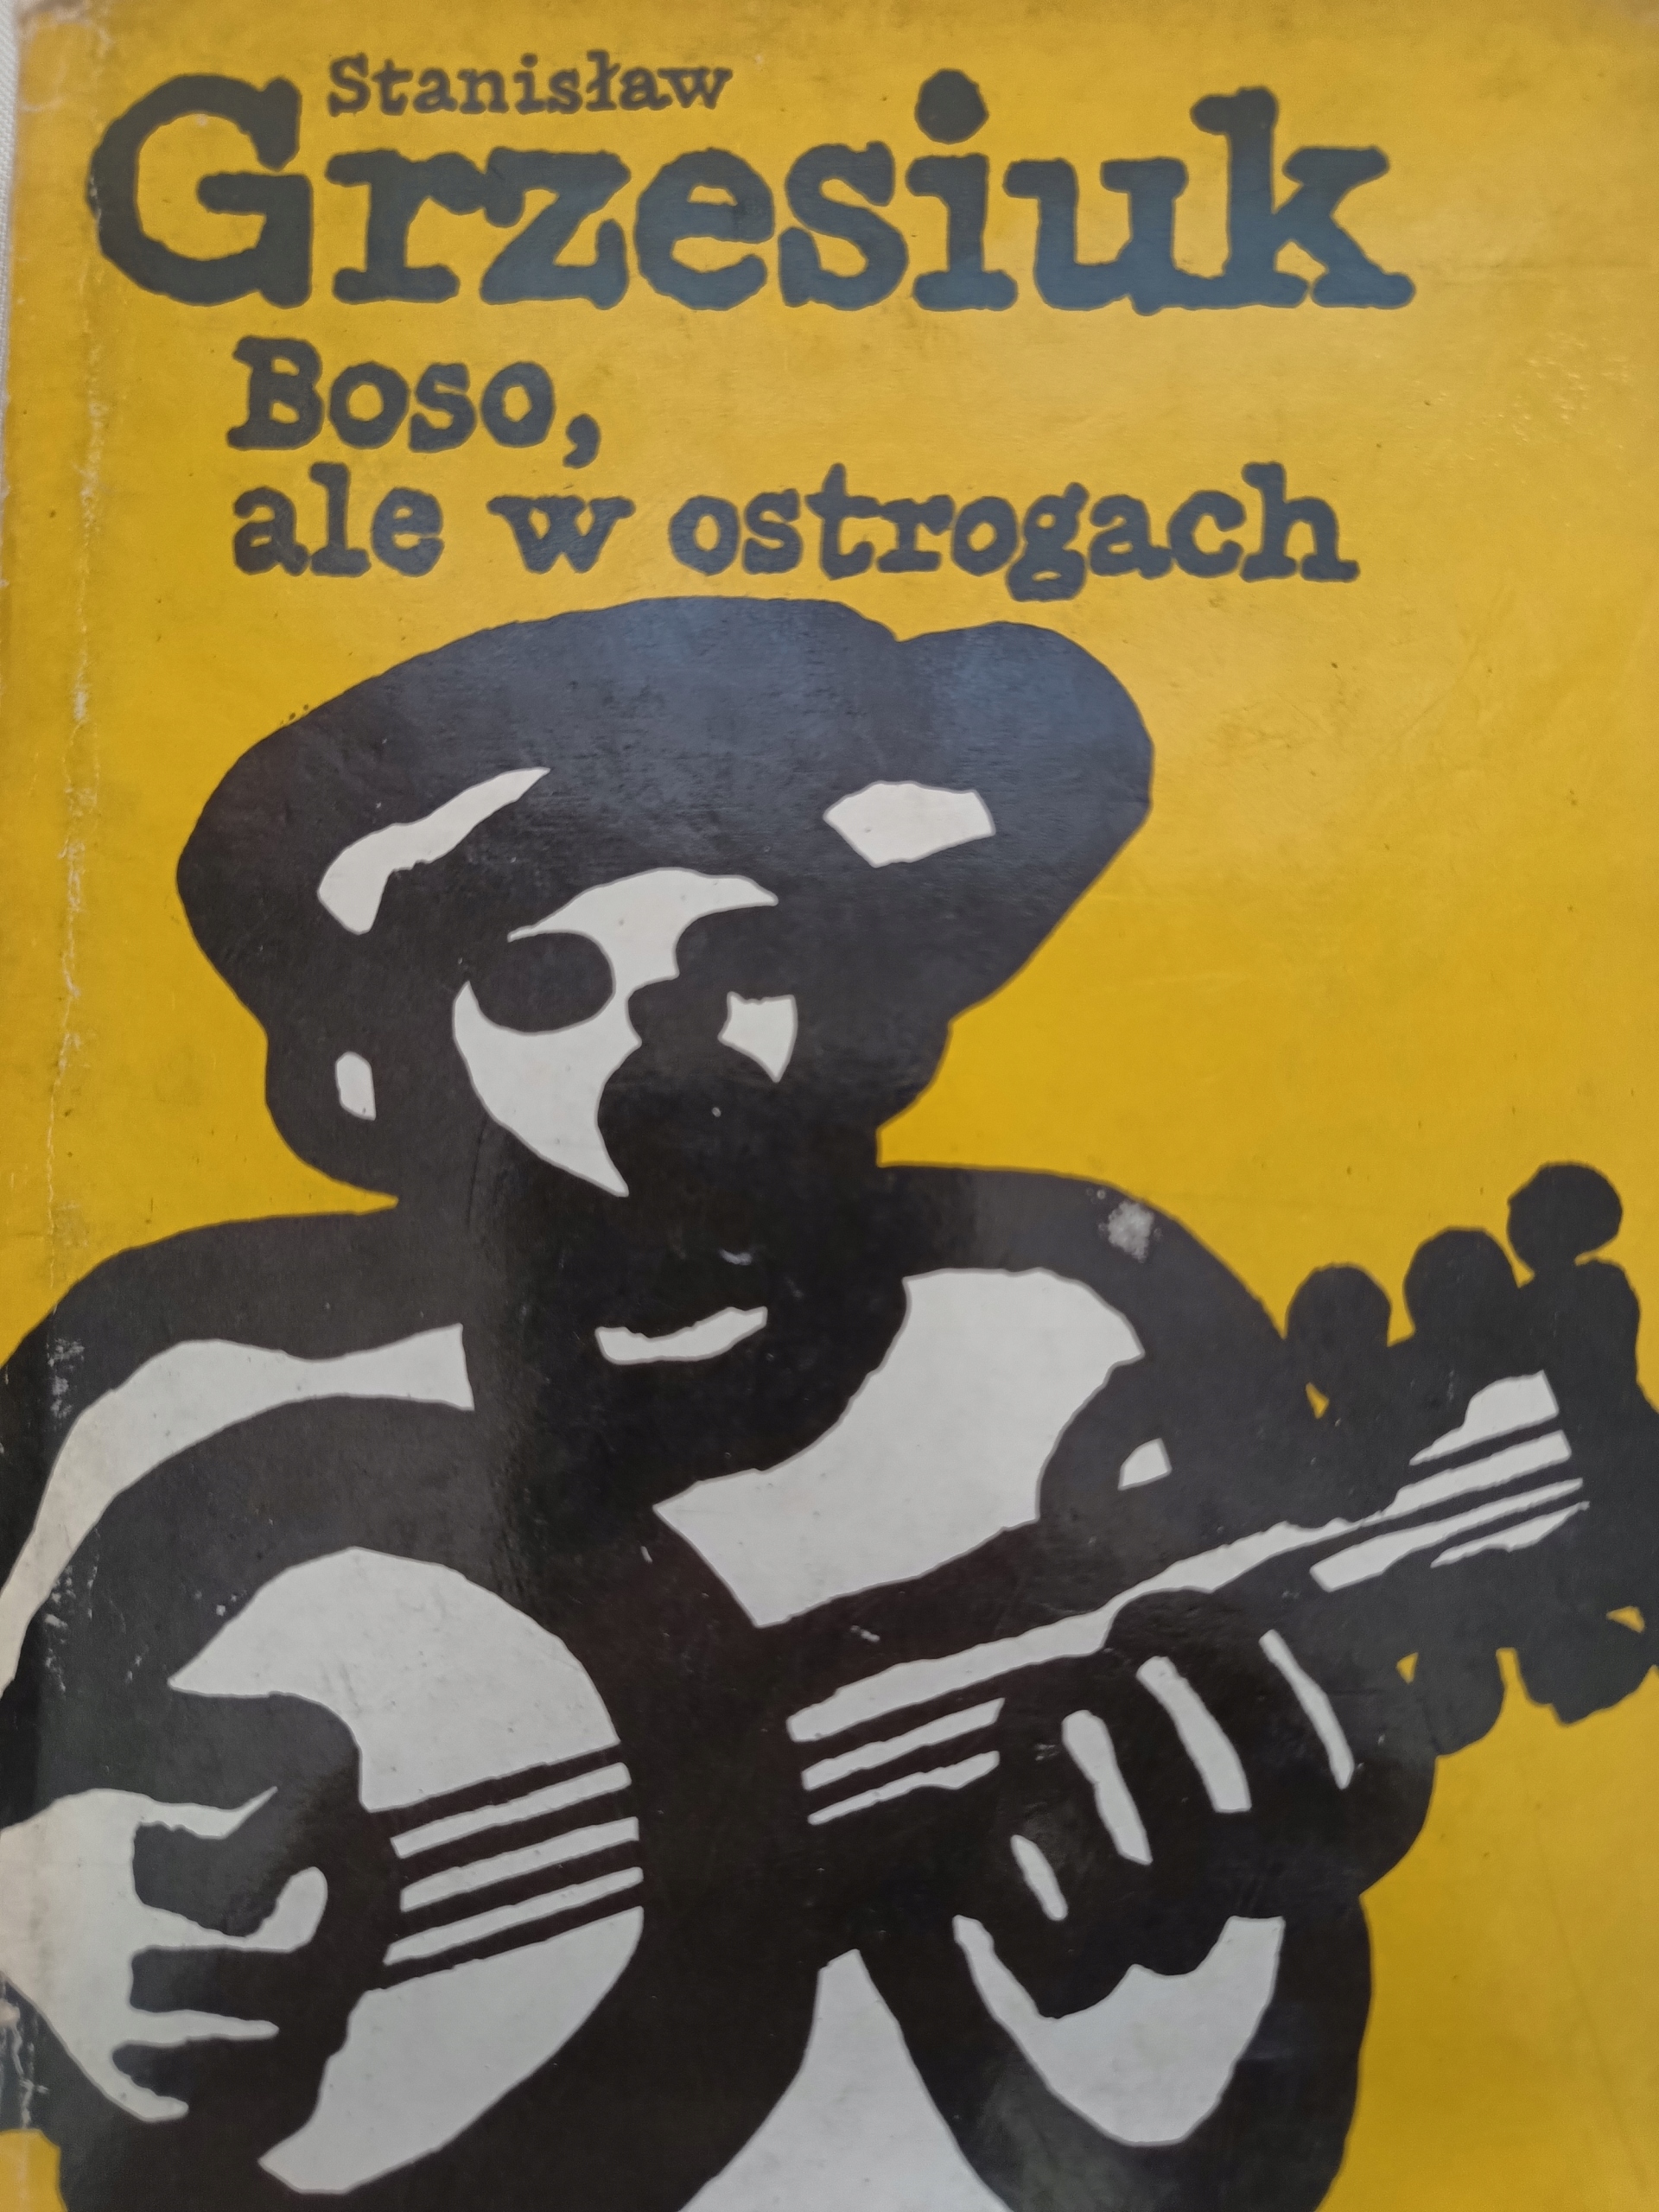 Stanisław
Grzesiuk
Boso,
ale w ostrogach